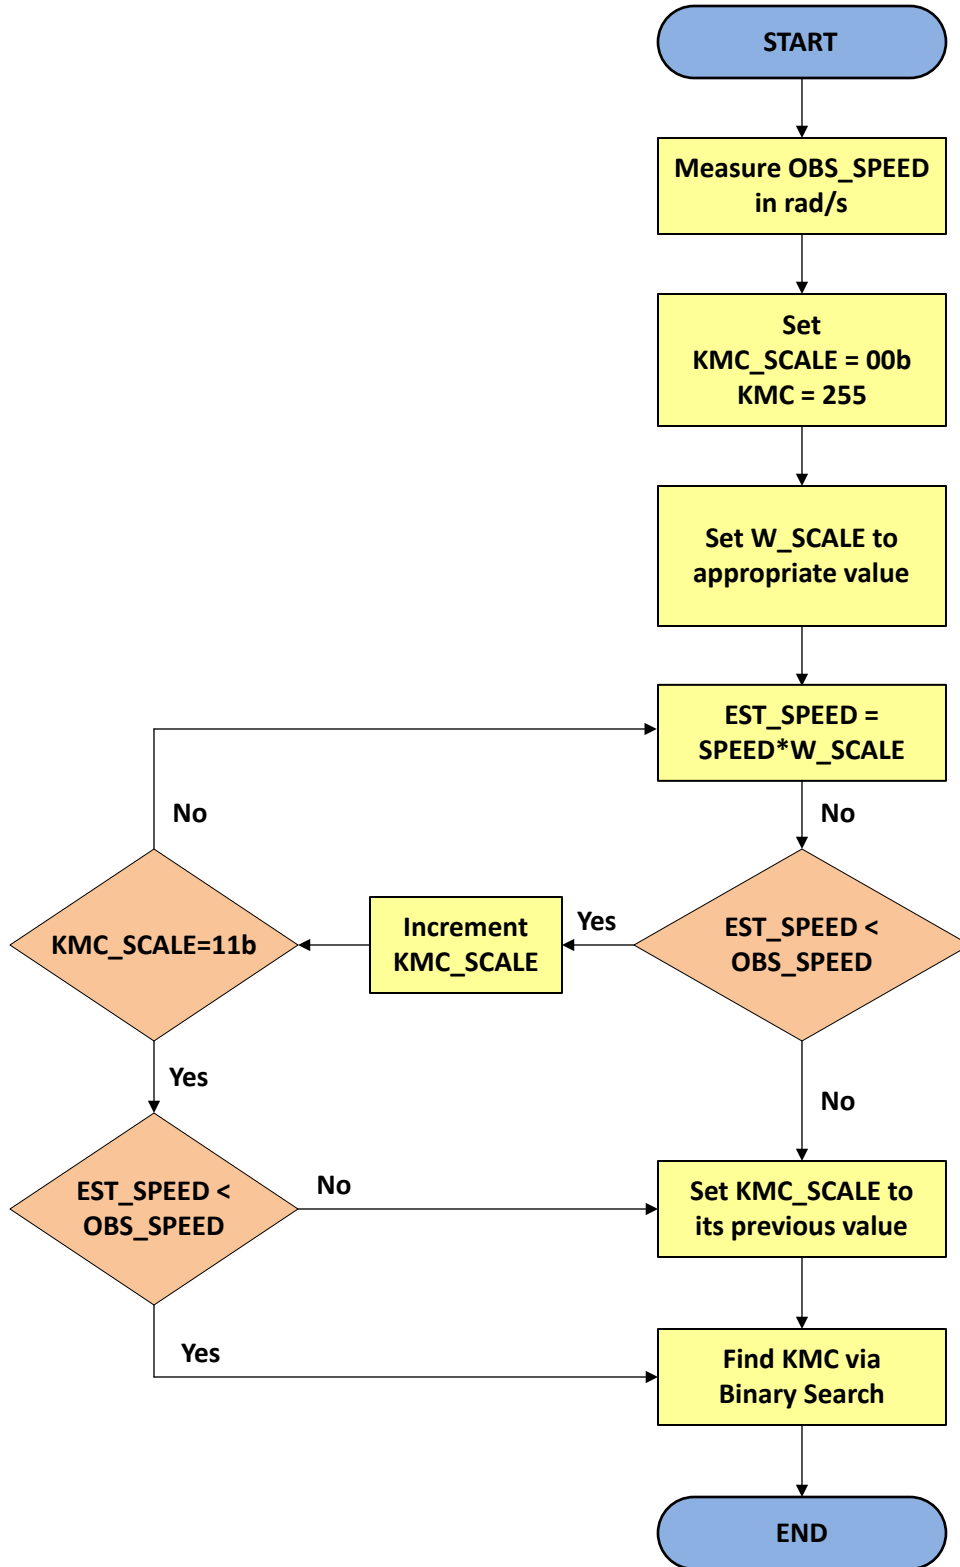 START
Measure OBS_SPEED
in rad/s
Set
KMC_SCALE = 00b
KMC = 255
Set W_SCALE to
appropriate value
EST_SPEED =
SPEED*W_SCALE
No
No
EST_SPEED <
OBS_SPEED
Yes
Increment
KMC_SCALE
KMC_SCALE=11b
Yes
No
EST_SPEED <
OBS_SPEED
No
Set KMC_SCALE to
its previous value
Yes
Find KMC via
Binary Search
END